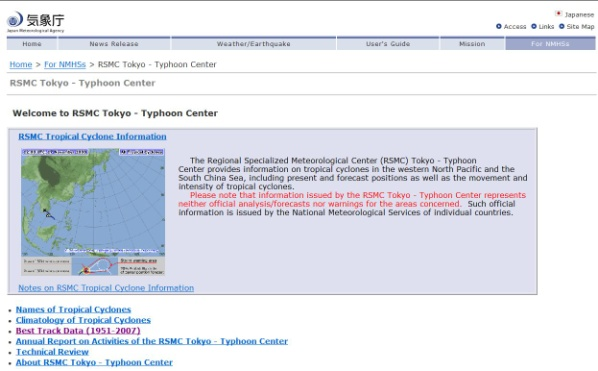 気象庁
Japan Meteorological Agency
Japanese
Access Links Site Map
Home News Release Weather/Earthquake User's Guide Mission For NMHSs
Home > For NMHSs > RSMC Tokyo - Typhoon Center
RSMC Tokyo - Typhoon Center
Welcome to RSMC Tokyo - Typhoon Center
RSMC Tropical Cyclone Information
The Regional Specialized Meteorological Center (RSMC) Tokyo - Typhoon
Center provides information on tropical cyclones in the western North Pacific and the
South China Sea, including present and forecast positions as well as the movement and
intensity of tropical cyclones.
Please note that information issued by the RSMC Tokyo - Typhoon Center represents
neither official analysis/forecasts nor warnings for the areas concerned. Such official
information is issued by the National Meteorological Services of individual countries.
Notes on RSMC Tropical Cyclone Information
Names of Tropical Cyclones
Climatology of Tropical Cyclones
Best Track Data (1951-2007)
Annual Report on Activities of the RSMC Tokyo - Typhoon Center
Technical Review
About RSMC Tokyo - Typhoon Center